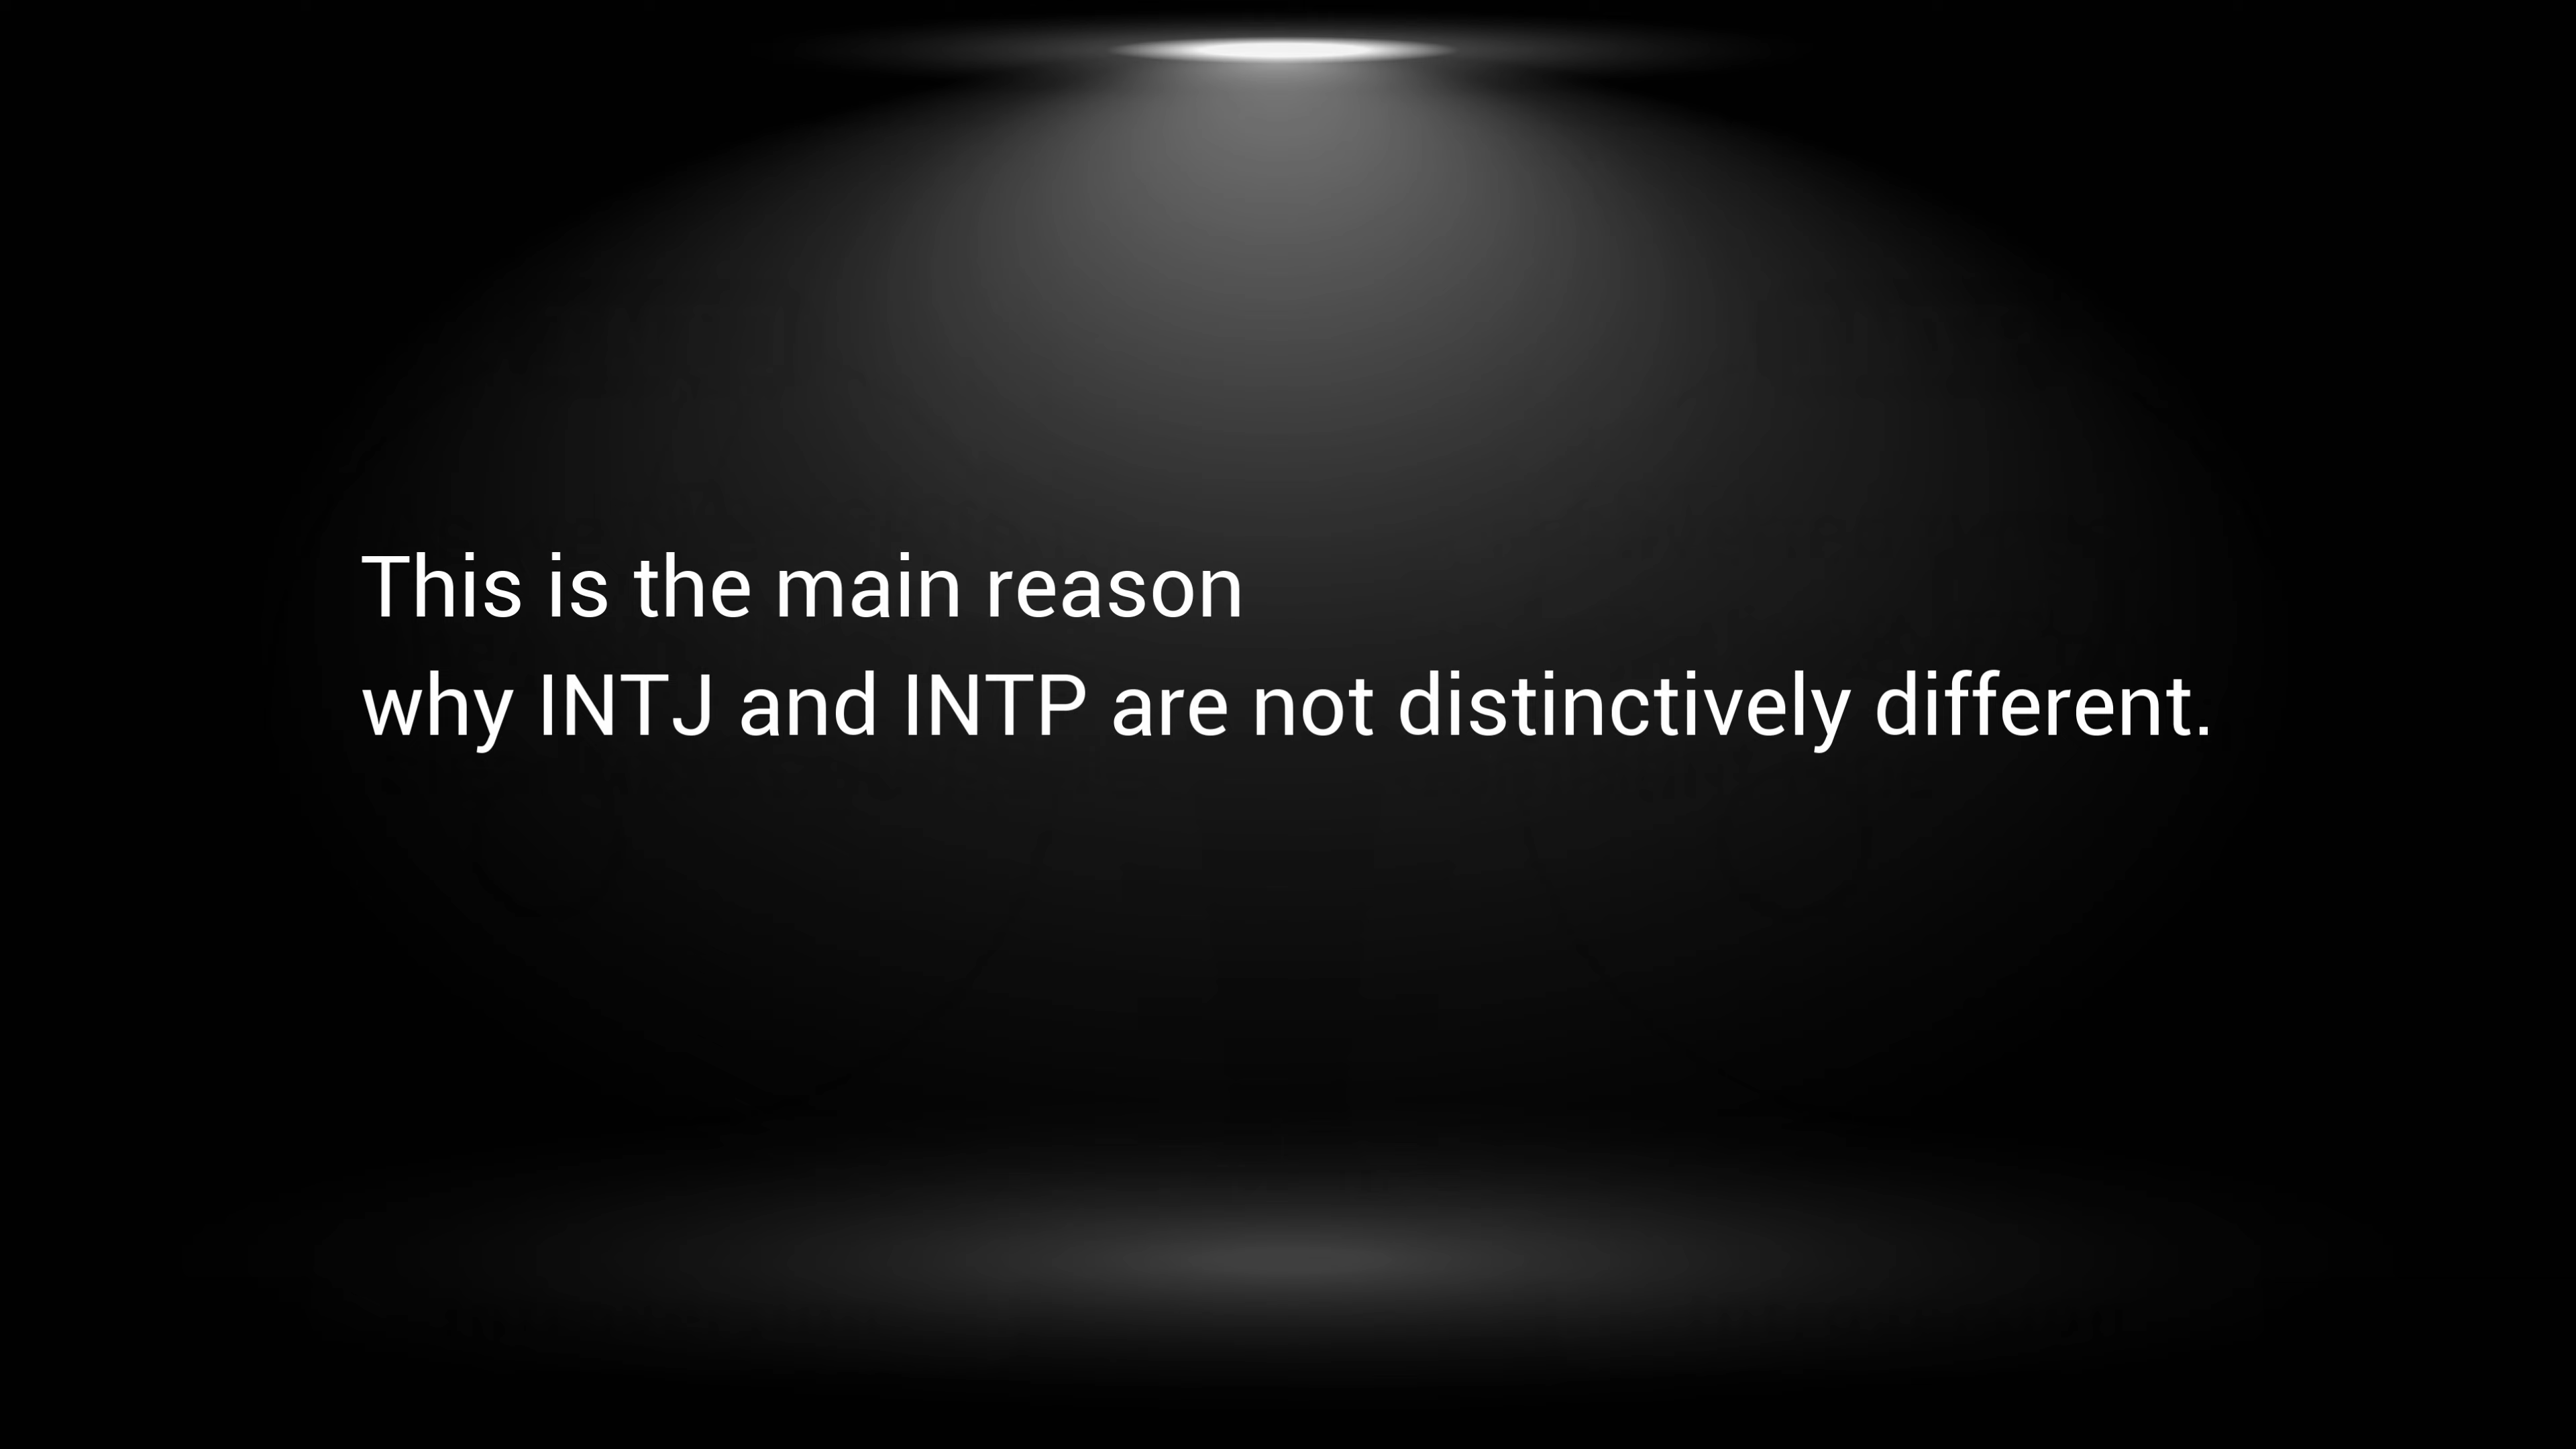 This is the main reason
why INTJ and INTP are not distinctively different.